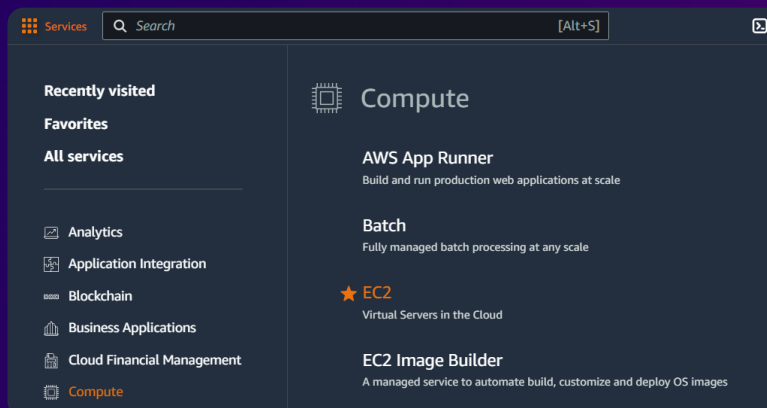 Services
Search [Alt+S]
Recently visited
Favorites
All services
Analytics
Application Integration
Blockchain
Business Applications
Cloud Financial Management
Compute
Compute
AWS App Runner
Build and run production web applications at scale
Batch
Fully managed batch processing at any scale
EC2
Virtual Servers in the Cloud
EC2 Image Builder
A managed service to automate build, customize and deploy OS images